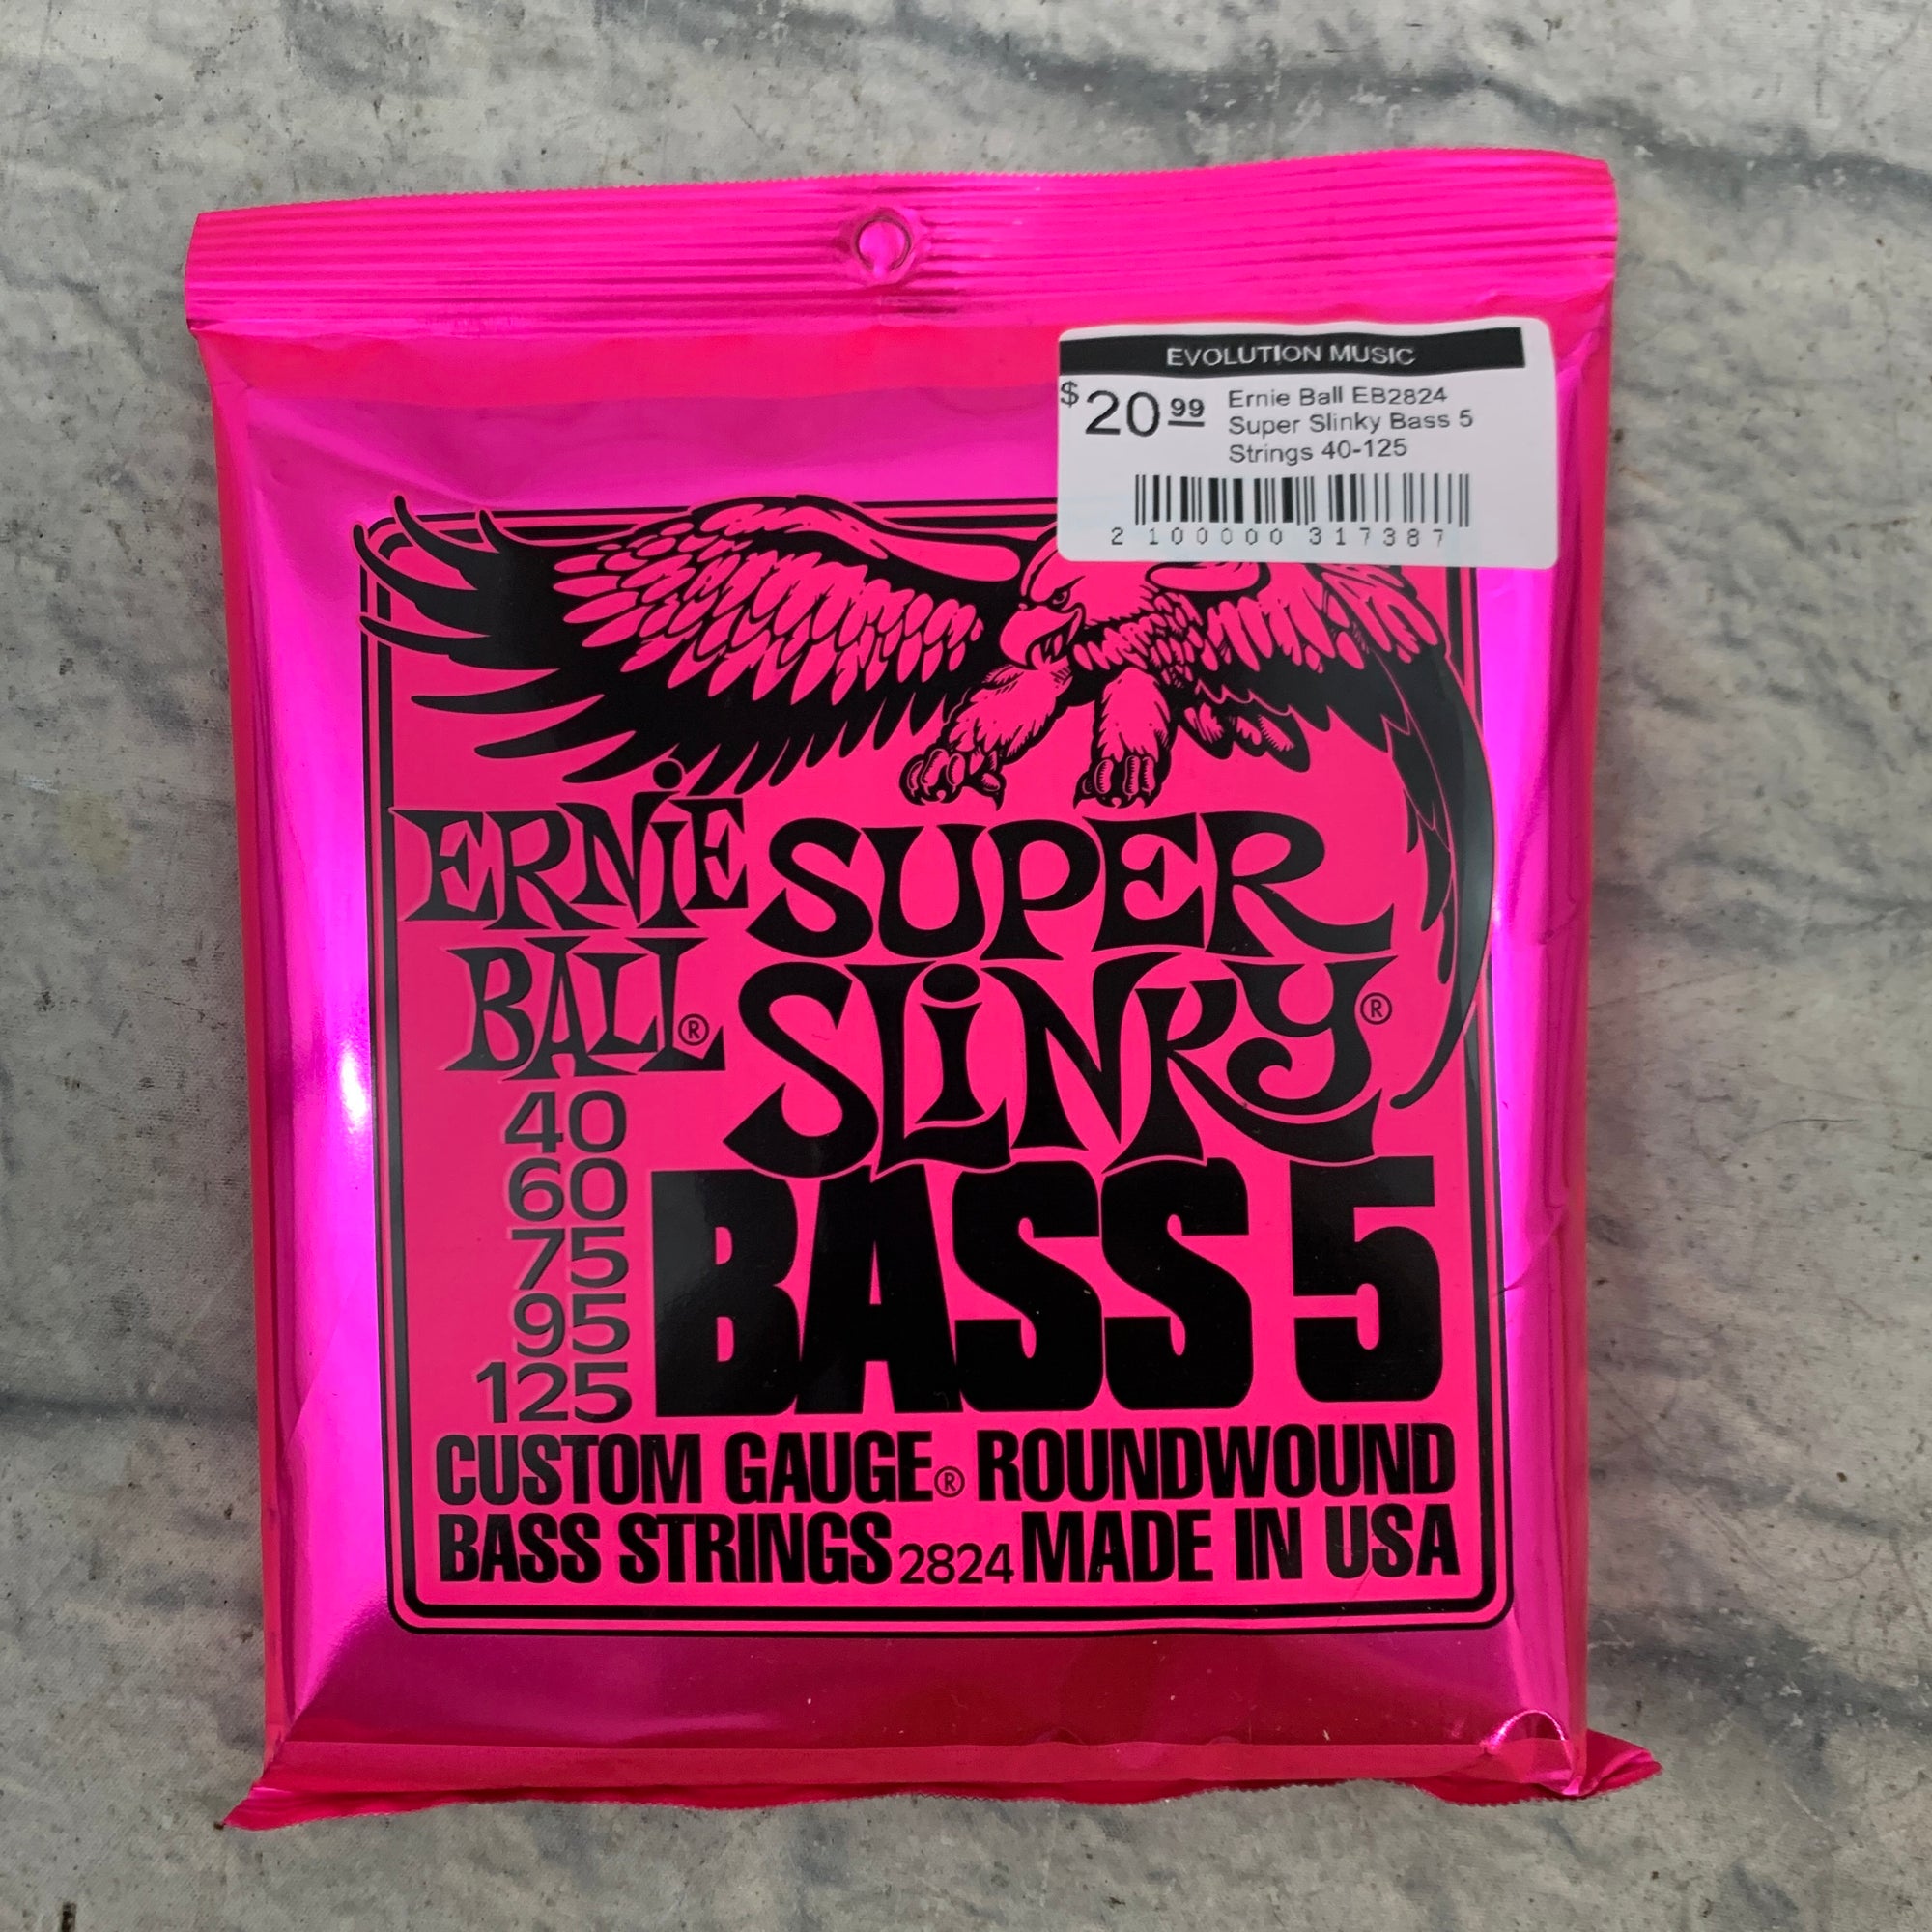 EVOLUTION MUSIC
$20.99
Ernie Ball EB2824
Super Slinky Bass 5
Strings 40-125
2 100000 317387
ERNiE
BALL®
SUPER
SLiNKY®
40
60
75
95
125
BASS 5
CUSTOM GAUGE® ROUNDWOUND
BASS STRINGS 2824 MADE IN USA